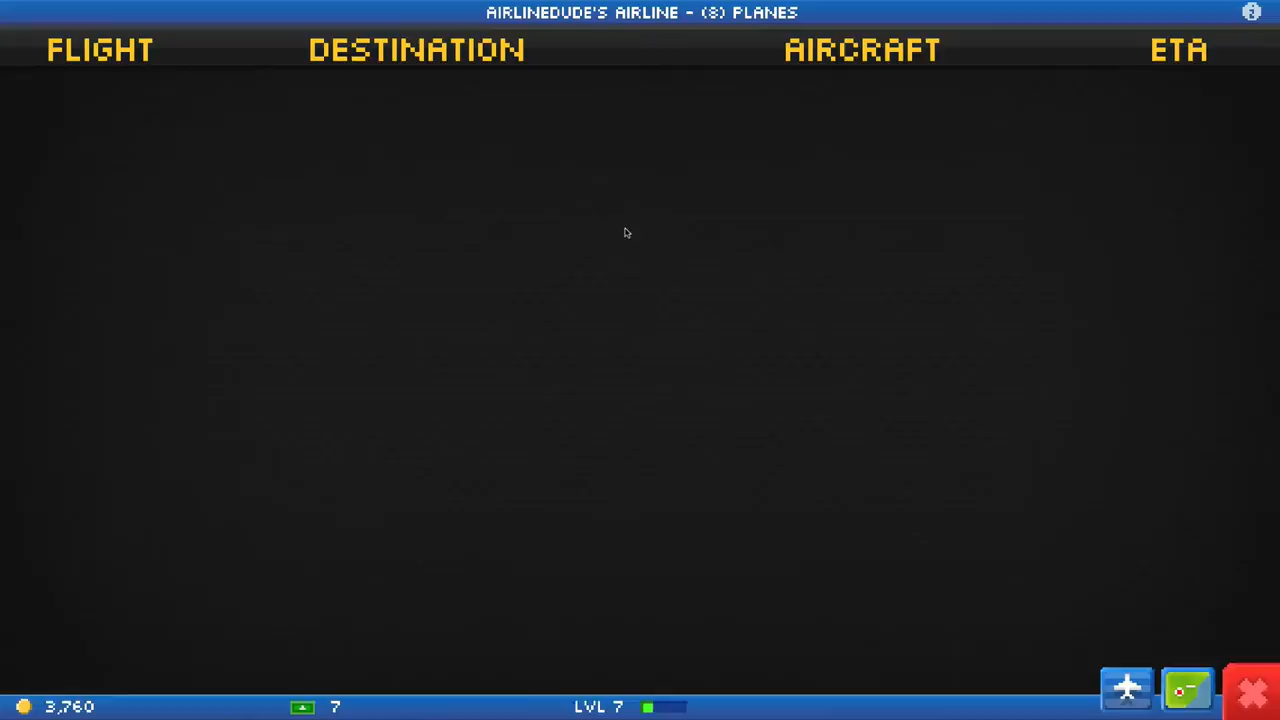 AIRLINEDUDE'S AIRLINE - (8) PLANES
FLIGHT DESTINATION AIRCRAFT ETA
3,760 7 LVL 7